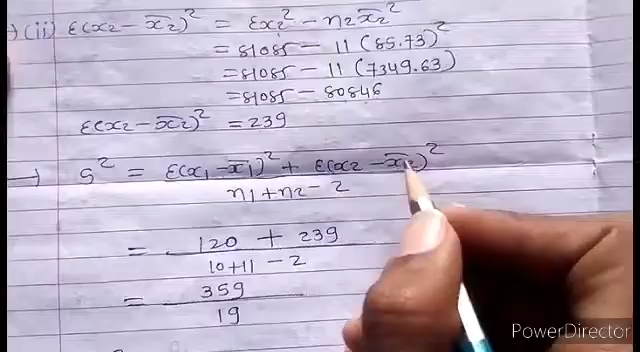 → (ii) Σ(x₂ - x̄₂)² = Σx₂² - n₂x̄₂²
= 81085 - 11 (85.73)²
= 81085 - 11 (7349.63)
= 81085 - 80846
Σ(x₂ - x̄₂)² = 239
→ S² = Σ(x₁ - x̄₁)² + Σ(x₂ - x̄₂)²
n₁ + n₂ - 2
= 120 + 239
10 + 11 - 2
= 359
19
PowerDirector